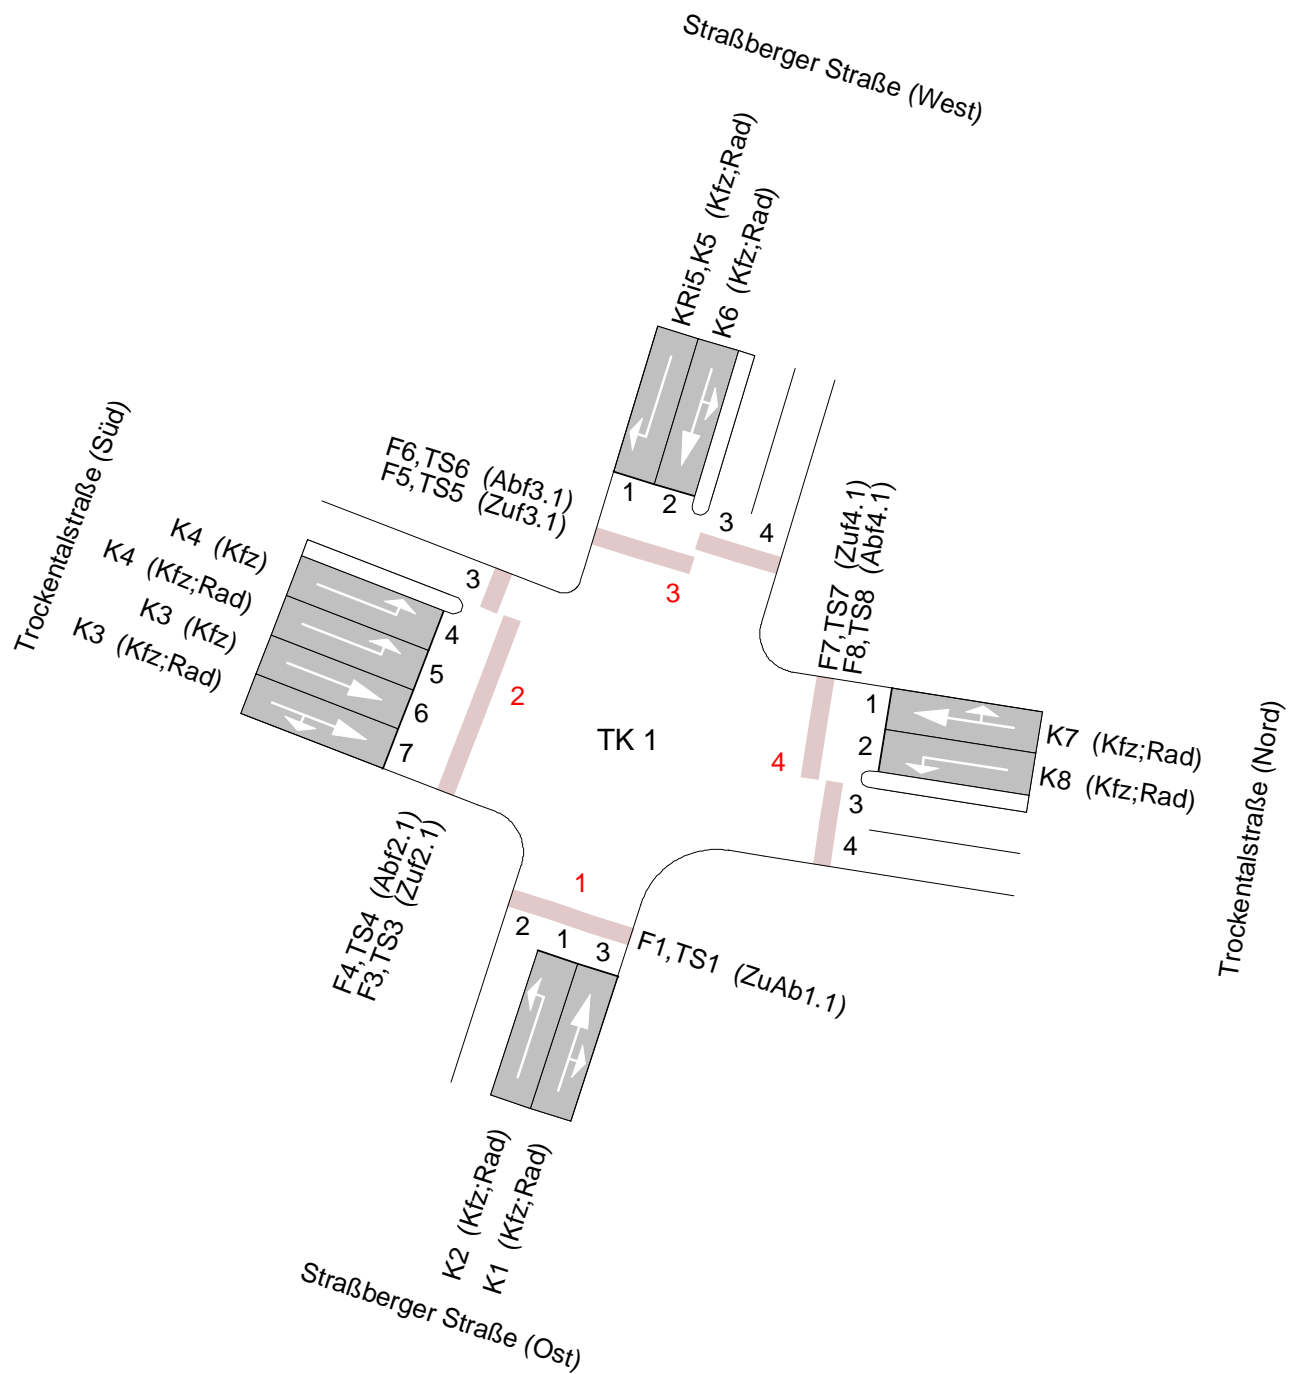 Straßberger Straße (West)
KRi5,K5 (Kfz;Rad)
K6 (Kfz;Rad)
F6,TS6 (Abf3.1)
F5,TS5 (Zuf3.1)
1
2
3
4
3
F7,TS7 (Zuf4.1)
F8,TS8 (Abf4.1)
Trockentalstraße (Süd)
K4 (Kfz)
K4 (Kfz;Rad)
K3 (Kfz)
K3 (Kfz;Rad)
3
4
5
6
7
2
TK 1
4
1
2
3
4
K7 (Kfz;Rad)
K8 (Kfz;Rad)
Trockentalstraße (Nord)
F4,TS4 (Abf2.1)
F3,TS3 (Zuf2.1)
1
2
1
3
F1,TS1 (ZuAb1.1)
K2 (Kfz;Rad)
K1 (Kfz;Rad)
Straßberger Straße (Ost)